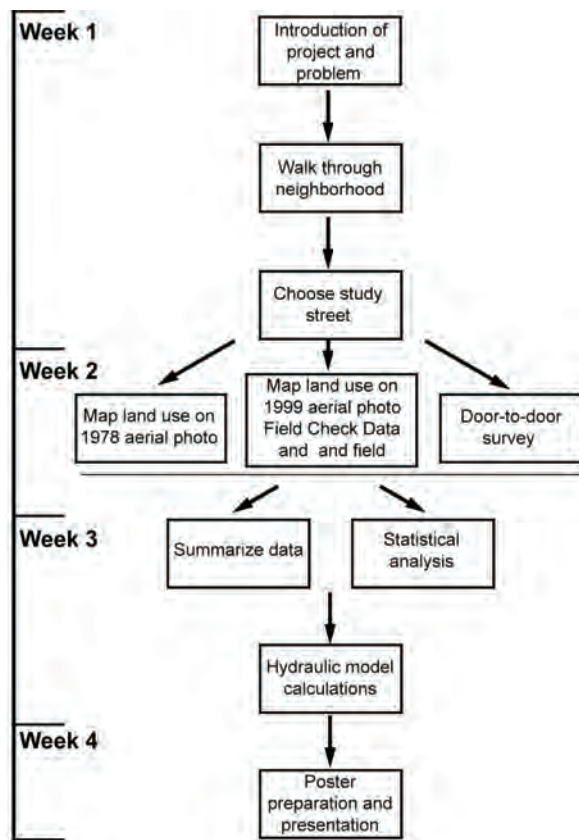 Week 1
Introduction of
project and
problem
Walk through
neighborhood
Choose study
street
Week 2
Map land use on
1978 aerial photo
Map land use on
1999 aerial photo
Field Check Data
and and field
Door-to-door
survey
Week 3
Summarize data
Statistical
analysis
Hydraulic model
calculations
Week 4
Poster
preparation and
presentation